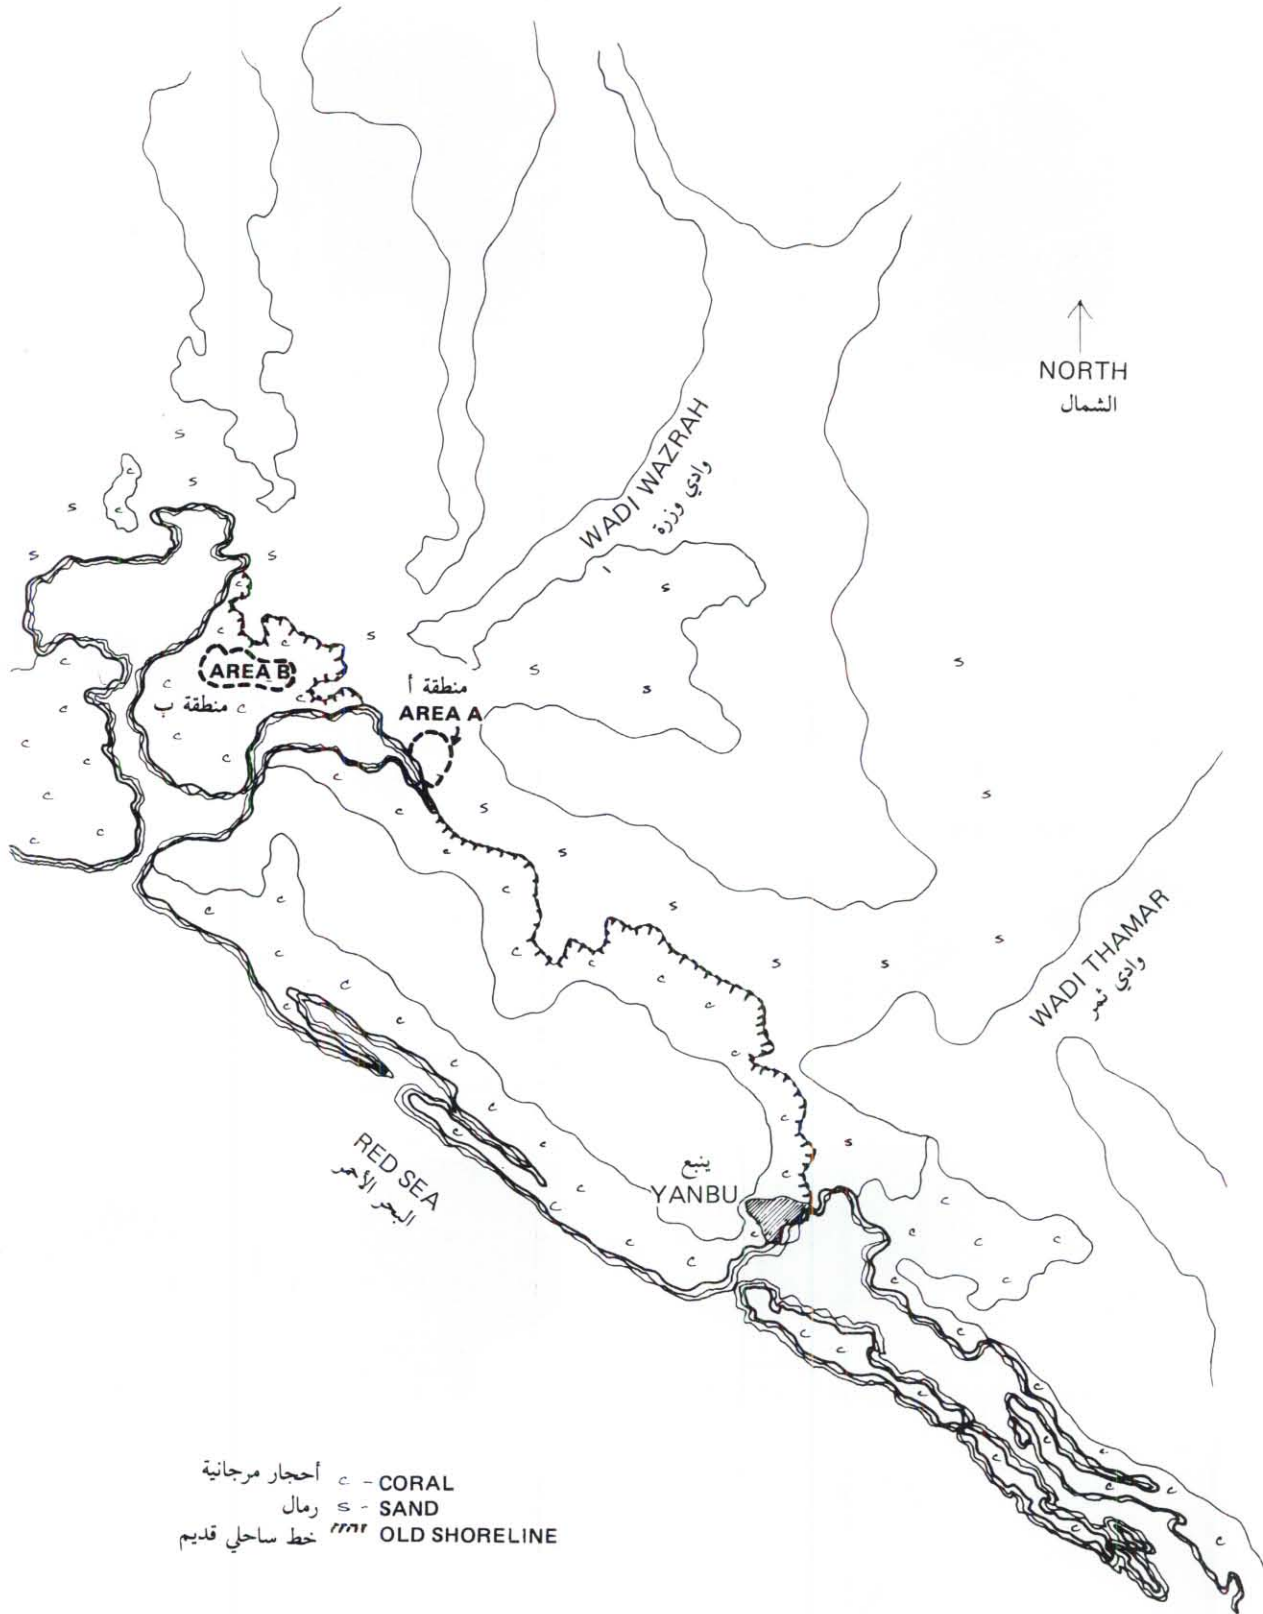 NORTH
الشمال
WADI WAZRAH
وادي وزرة
AREA B
منطقة ب
منطقة أ
AREA A
WADI THAMAR
وادي ثمر
RED SEA
البحر الأحمر
ينبع
YANBU
أحجار مرجانية c - CORAL
رمال s - SAND
خط ساحلي قديم OLD SHORELINE